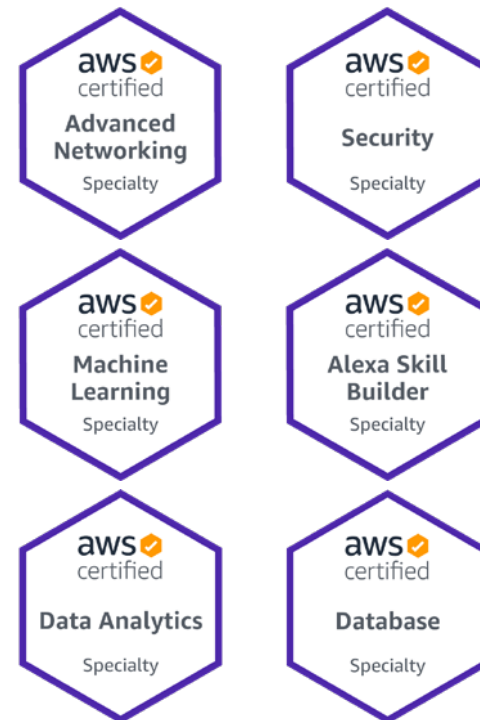 aws
certified
Advanced
Networking
Specialty
aws
certified
Security
Specialty
aws
certified
Machine
Learning
Specialty
aws
certified
Alexa Skill
Builder
Specialty
aws
certified
Data Analytics
Specialty
aws
certified
Database
Specialty